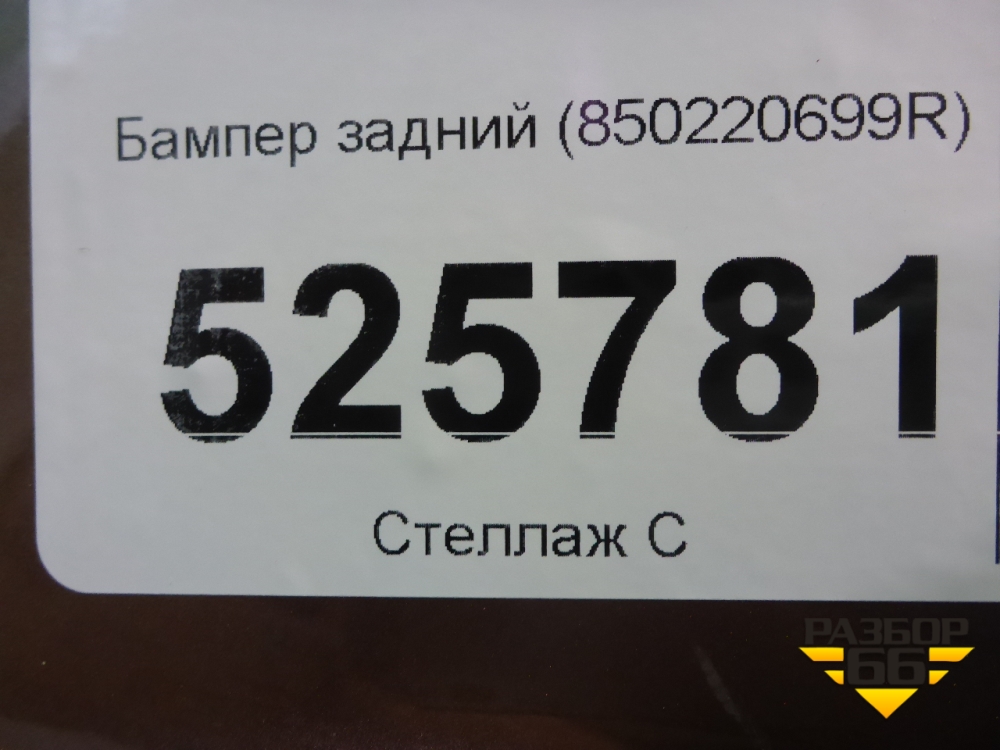 Бампер задний (850220699R)
525781
Стеллаж С
РАЗБОР
66